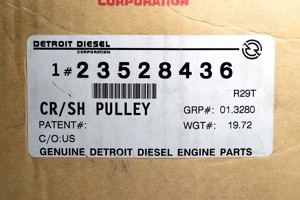 CORPORATION
DETROIT DIESEL
CORPORATION
1# 23528436
R29T
CR/SH PULLEY
GRP#: 01.3280
PATENT#:
WGT#: 19.72
C/O:US
GENUINE DETROIT DIESEL ENGINE PARTS